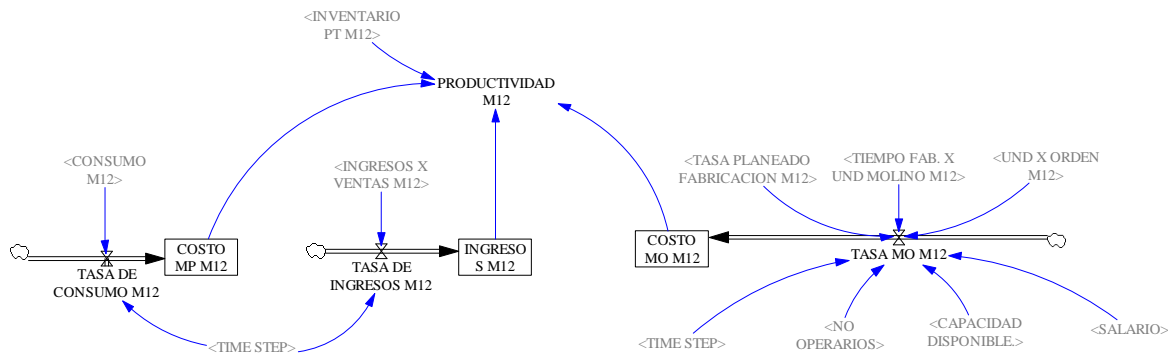 <INVENTARIO
PT M12>
PRODUCTIVIDAD
M12
<CONSUMO
M12>
<INGRESOS X
VENTAS M12>
<TASA PLANEADO
FABRICACION M12>
<TIEMPO FAB. X
UND MOLINO M12>
<UND X ORDEN
M12>
COSTO
MP M12
TASA DE
CONSUMO M12
INGRESO
S M12
TASA DE
INGRESOS M12
COSTO
MO M12
TASA MO M12
<TIME STEP>
<TIME STEP>
<NO
OPERARIOS>
<CAPACIDAD
DISPONIBLE.>
<SALARIO>